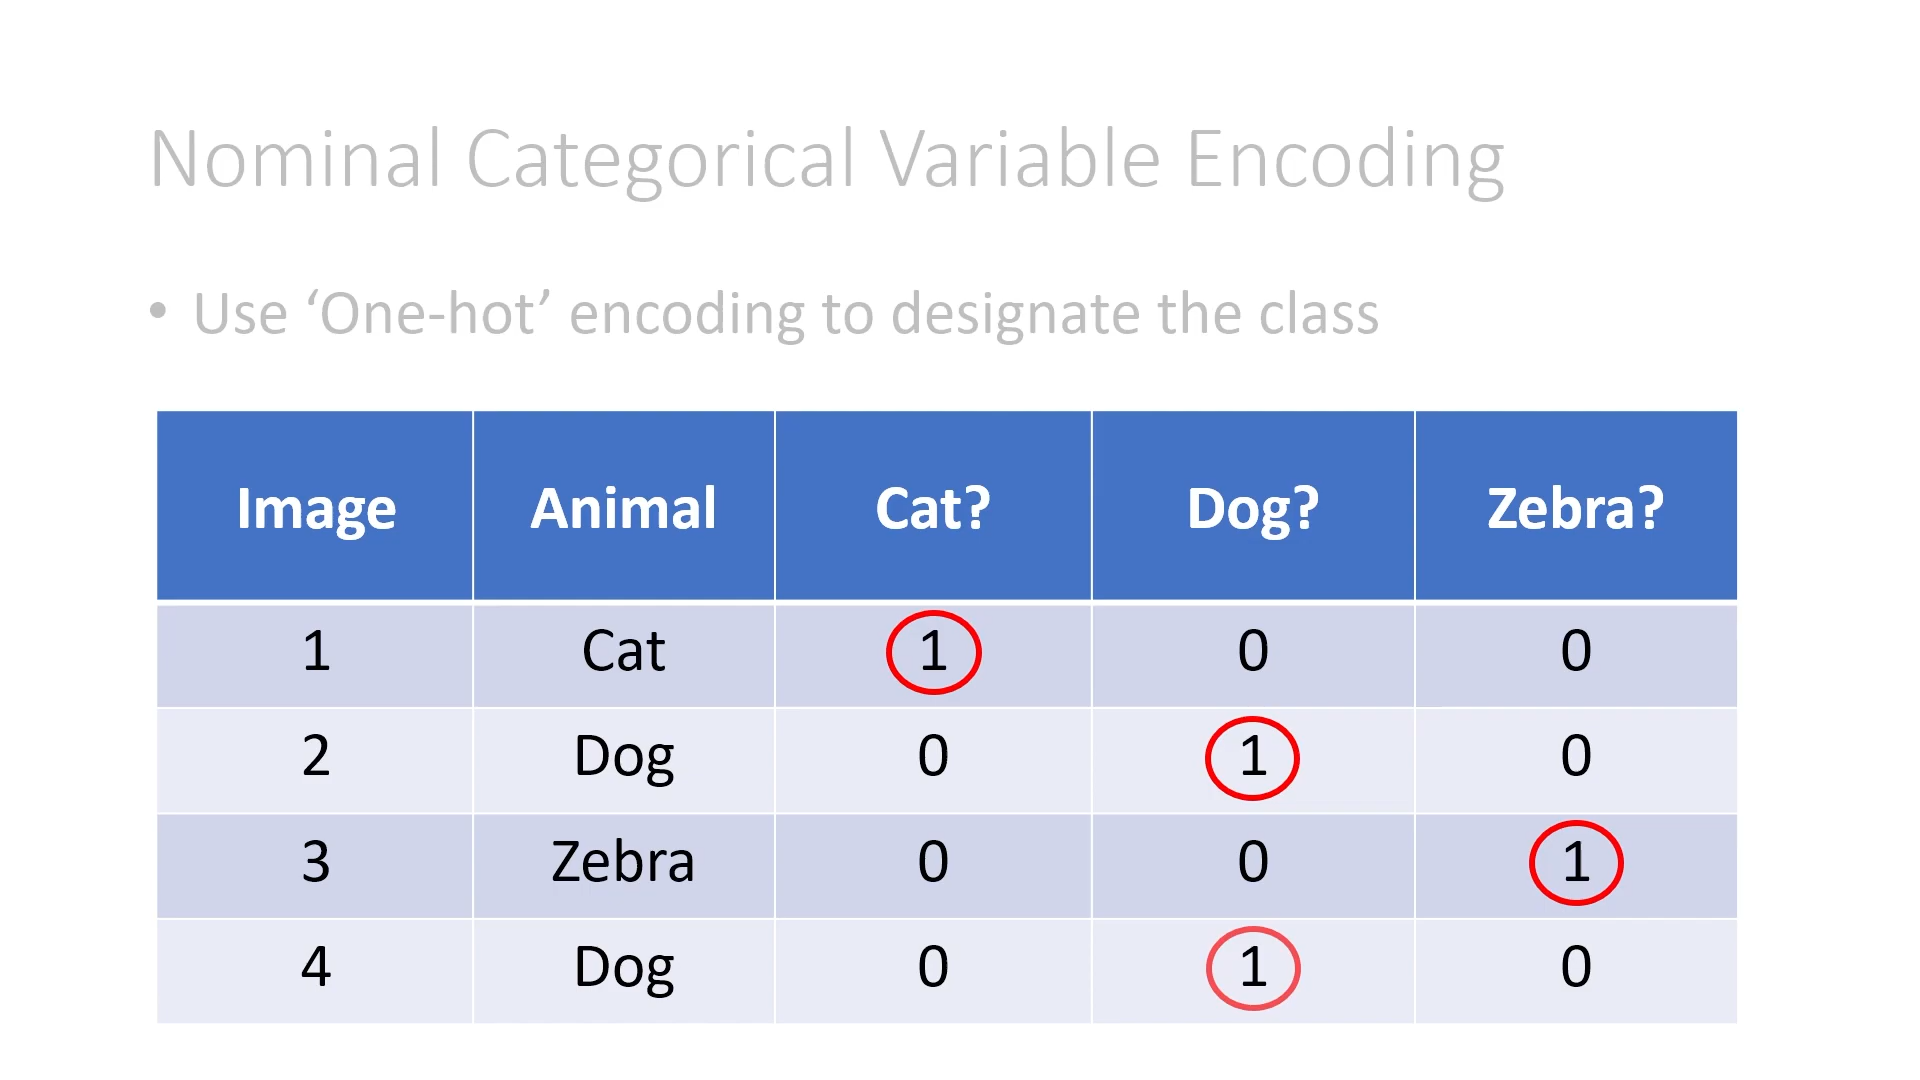 Nominal Categorical Variable Encoding
• Use ‘One-hot’ encoding to designate the class
Image Animal Cat? Dog? Zebra?
1 Cat 1 0 0
2 Dog 0 1 0
3 Zebra 0 0 1
4 Dog 0 1 0